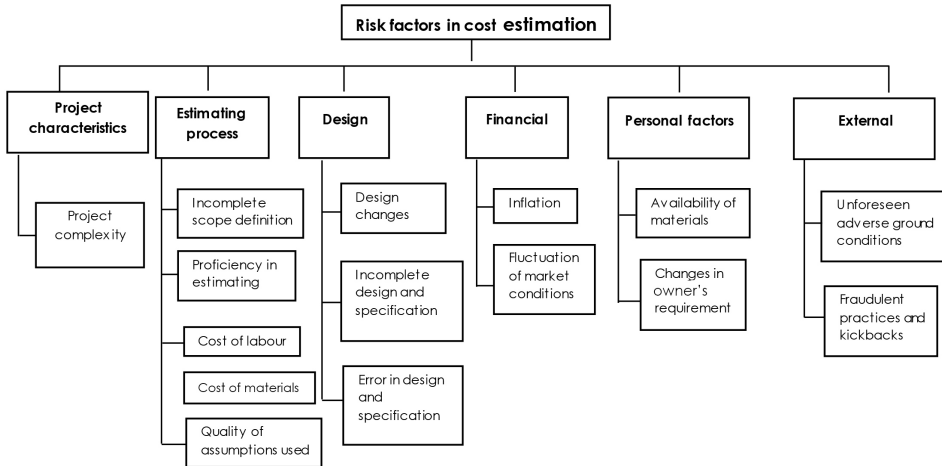 Risk factors in cost estimation
Project
characteristics
Estimating
process
Design
Financial
Personal factors
External
Project
complexity
Incomplete
scope definition
Proficiency in
estimating
Cost of labour
Cost of materials
Quality of
assumptions used
Design
changes
Incomplete
design and
specification
Error in design
and
specification
Inflation
Fluctuation
of market
conditions
Availability of
materials
Changes in
owner's
requirement
Unforeseen
adverse ground
conditions
Fraudulent
practices and
kickbacks